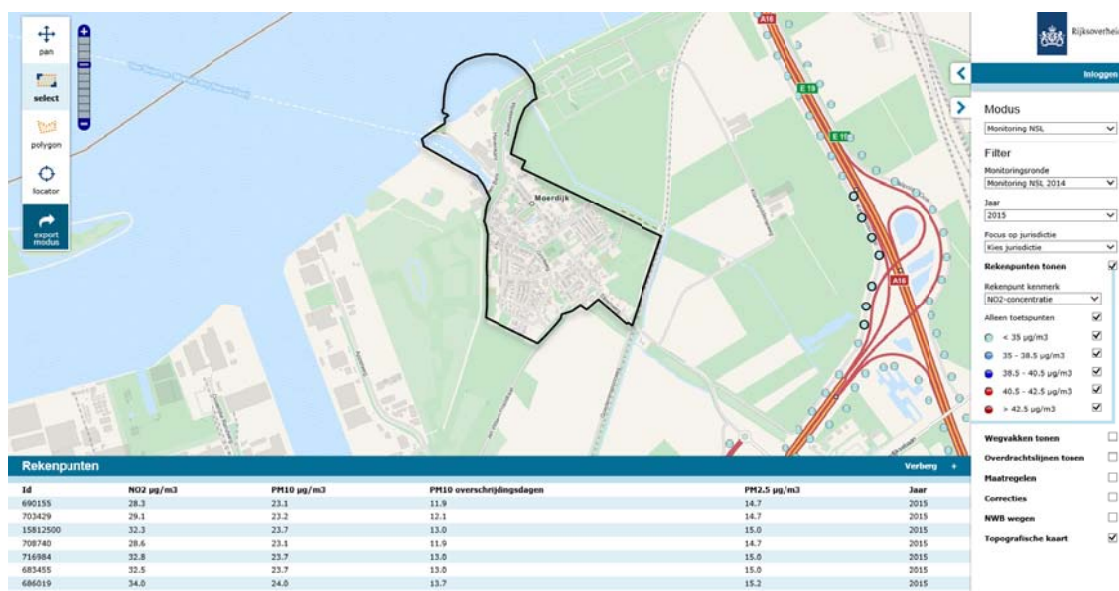 pan
select
polygon
locator
export
modus
Moerdijk
A16
E 19
E 19
A16
Rijksoverheid
Inloggen
Modus
Monitoring NSL
Filter
Monitoringsronde
Monitoring NSL 2014
Jaar
2015
Focus op jurisdictie
Kies jurisdictie
Rekenpunten tonen
Rekenpunt kenmerk
NO2-concentratie
Alleen toetspunten
< 35 µg/m3
35 - 38.5 µg/m3
38.5 - 40.5 µg/m3
40.5 - 42.5 µg/m3
> 42.5 µg/m3
Wegvakken tonen
Overdrachtslijnen tonen
Maatregelen
Correcties
NWB wegen
Topografische kaart
Rekenpunten Verberg +
Id NO2 µg/m3 PM10 µg/m3 PM10 overschrijdingsdagen PM2.5 µg/m3 Jaar
690155 28.3 23.1 11.9 14.7 2015
703429 29.1 23.2 12.1 14.7 2015
15812500 32.3 23.7 13.0 15.0 2015
708740 28.6 23.1 11.9 14.7 2015
716984 32.8 23.7 13.0 15.0 2015
683455 32.5 23.7 13.0 15.0 2015
686019 34.0 24.0 13.7 15.2 2015